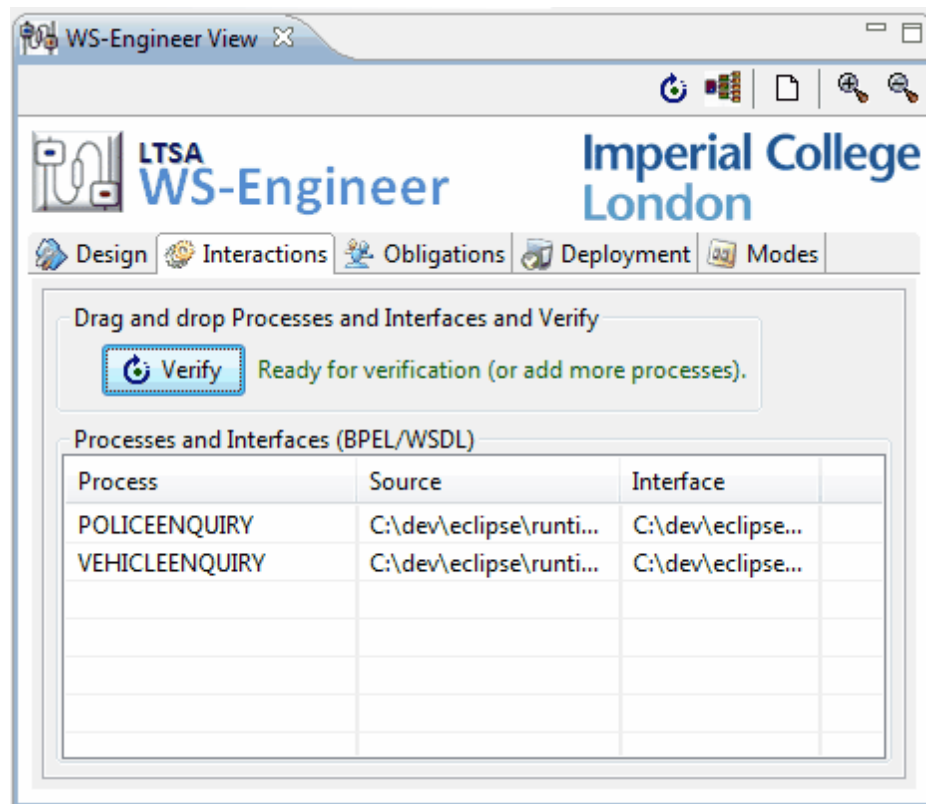 WS-Engineer View
LTSA
WS-Engineer
Imperial College
London
Design Interactions Obligations Deployment Modes
Drag and drop Processes and Interfaces and Verify
Verify Ready for verification (or add more processes).
Processes and Interfaces (BPEL/WSDL)
Process Source Interface
POLICEENQUIRY C:\dev\eclipse\runti... C:\dev\eclipse...
VEHICLEENQUIRY C:\dev\eclipse\runti... C:\dev\eclipse...